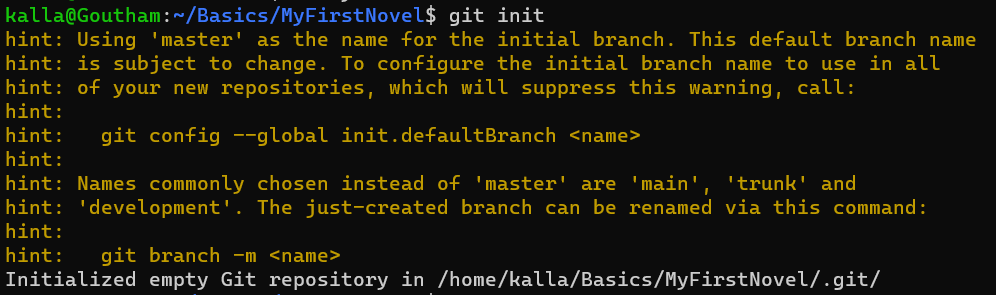 kalla@Goutham:~/Basics/MyFirstNovel$ git init
hint: Using 'master' as the name for the initial branch. This default branch name
hint: is subject to change. To configure the initial branch name to use in all
hint: of your new repositories, which will suppress this warning, call:
hint:
hint:   git config --global init.defaultBranch <name>
hint:
hint: Names commonly chosen instead of 'master' are 'main', 'trunk' and
hint: 'development'. The just-created branch can be renamed via this command:
hint:
hint:   git branch -m <name>
Initialized empty Git repository in /home/kalla/Basics/MyFirstNovel/.git/